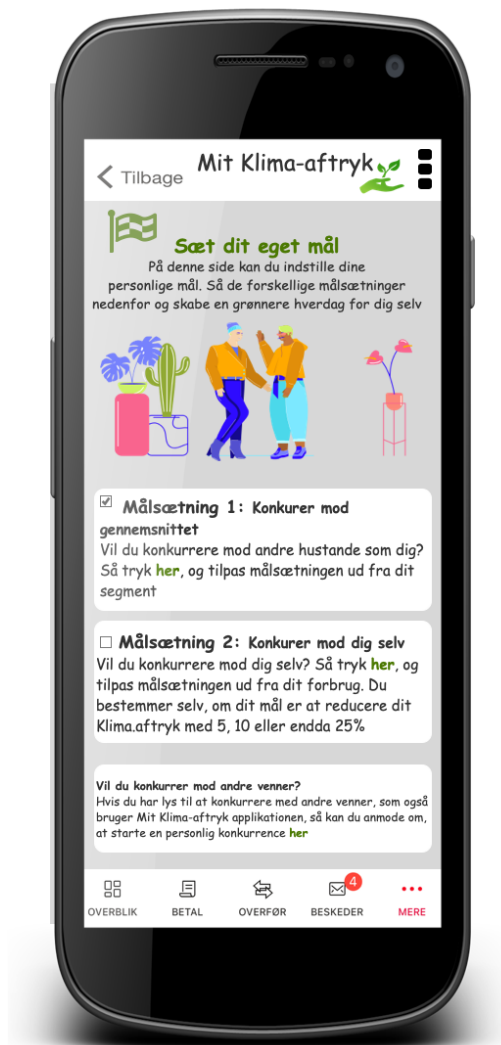 Tilbage
Mit Klima-aftryk
Sæt dit eget mål
På denne side kan du indstille dine
personlige mål. Så de forskellige målsætninger
nedenfor og skabe en grønnere hverdag for dig selv
Målsætning 1: Konkurer mod
gennemsnittet
Vil du konkurrere mod andre hustande som dig?
Så tryk her, og tilpas målsætningen ud fra dit
segment
Målsætning 2: Konkurer mod dig selv
Vil du konkurrere mod dig selv? Så tryk her, og
tilpas målsætningen ud fra dit forbrug. Du
bestemmer selv, om dit mål er at reducere dit
Klima.aftryk med 5, 10 eller endda 25%
Vil du konkurrer mod andre venner?
Hvis du har lys til at konkurrere med andre venner, som også
bruger Mit Klima-aftryk applikationen, så kan du anmode om,
at starte en personlig konkurrence her
4
OVERBLIK BETAL OVERFØR BESKEDER MERE